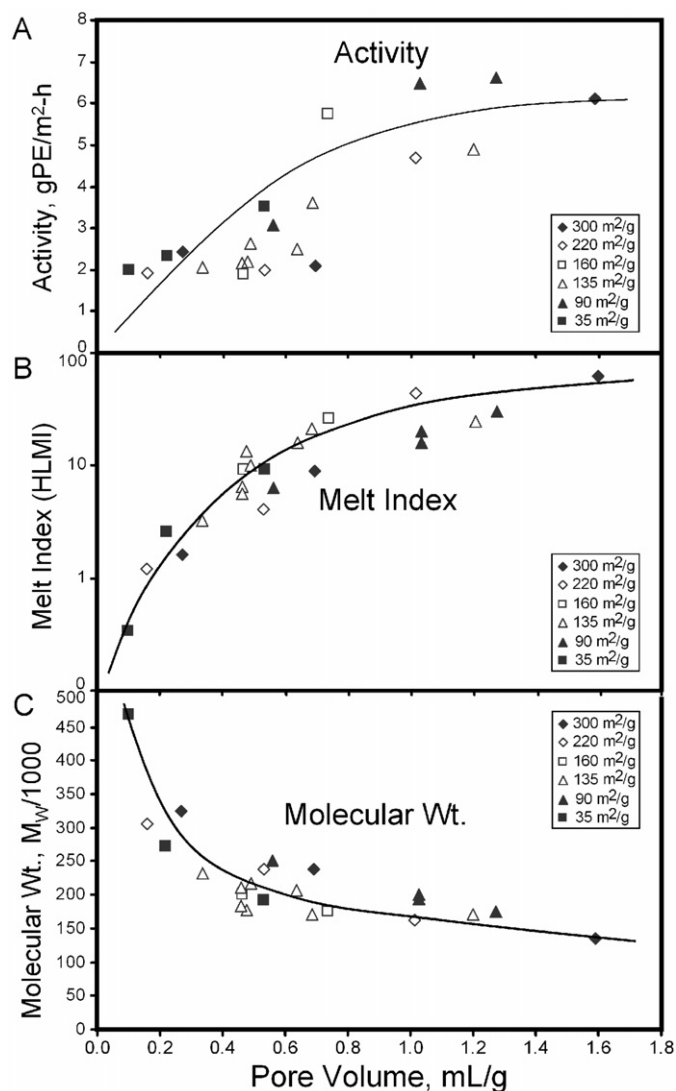 A
Activity
Activity, gPE/m²-h
8
7
6
5
4
3
2
1
0
300 m²/g
220 m²/g
160 m²/g
135 m²/g
90 m²/g
35 m²/g
B
Melt Index
Melt Index (HLMI)
100
10
1
0
300 m²/g
220 m²/g
160 m²/g
135 m²/g
90 m²/g
35 m²/g
C
Molecular Wt.
Molecular Wt., M_W/1000
500
450
400
350
300
250
200
150
100
50
0
300 m²/g
220 m²/g
160 m²/g
135 m²/g
90 m²/g
35 m²/g
0.0 0.2 0.4 0.6 0.8 1.0 1.2 1.4 1.6 1.8
Pore Volume, mL/g